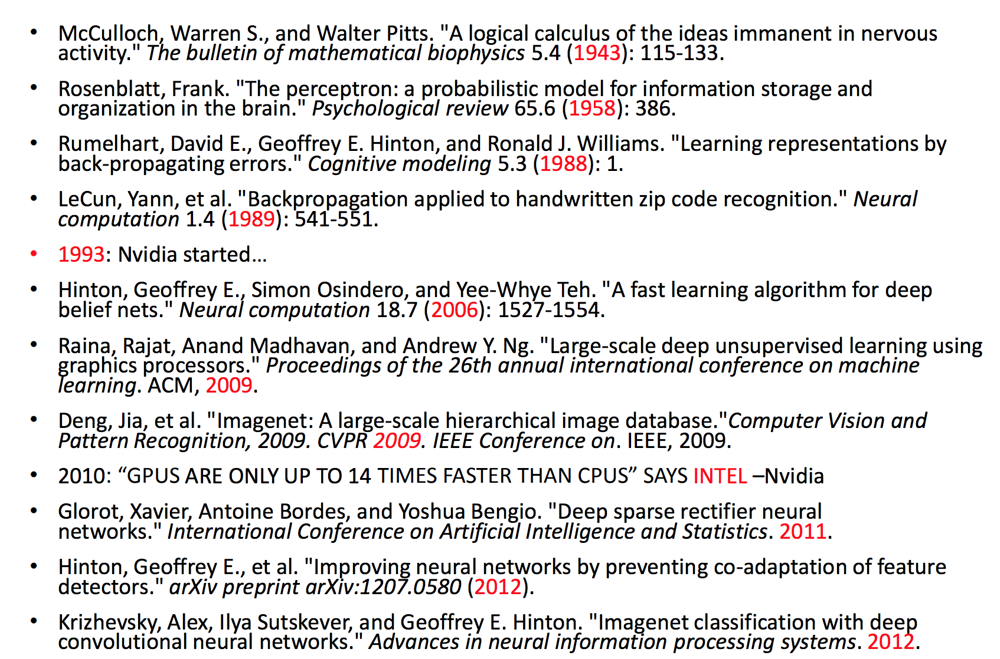 • McCulloch, Warren S., and Walter Pitts. "A logical calculus of the ideas immanent in nervous
activity." The bulletin of mathematical biophysics 5.4 (1943): 115-133.
• Rosenblatt, Frank. "The perceptron: a probabilistic model for information storage and
organization in the brain." Psychological review 65.6 (1958): 386.
• Rumelhart, David E., Geoffrey E. Hinton, and Ronald J. Williams. "Learning representations by
back-propagating errors." Cognitive modeling 5.3 (1988): 1.
• LeCun, Yann, et al. "Backpropagation applied to handwritten zip code recognition." Neural
computation 1.4 (1989): 541-551.
• 1993: Nvidia started…
• Hinton, Geoffrey E., Simon Osindero, and Yee-Whye Teh. "A fast learning algorithm for deep
belief nets." Neural computation 18.7 (2006): 1527-1554.
• Raina, Rajat, Anand Madhavan, and Andrew Y. Ng. "Large-scale deep unsupervised learning using
graphics processors." Proceedings of the 26th annual international conference on machine
learning. ACM, 2009.
• Deng, Jia, et al. "Imagenet: A large-scale hierarchical image database."Computer Vision and
Pattern Recognition, 2009. CVPR 2009. IEEE Conference on. IEEE, 2009.
• 2010: “GPUS ARE ONLY UP TO 14 TIMES FASTER THAN CPUS” SAYS INTEL –Nvidia
• Glorot, Xavier, Antoine Bordes, and Yoshua Bengio. "Deep sparse rectifier neural
networks." International Conference on Artificial Intelligence and Statistics. 2011.
• Hinton, Geoffrey E., et al. "Improving neural networks by preventing co-adaptation of feature
detectors." arXiv preprint arXiv:1207.0580 (2012).
• Krizhevsky, Alex, Ilya Sutskever, and Geoffrey E. Hinton. "Imagenet classification with deep
convolutional neural networks." Advances in neural information processing systems. 2012.